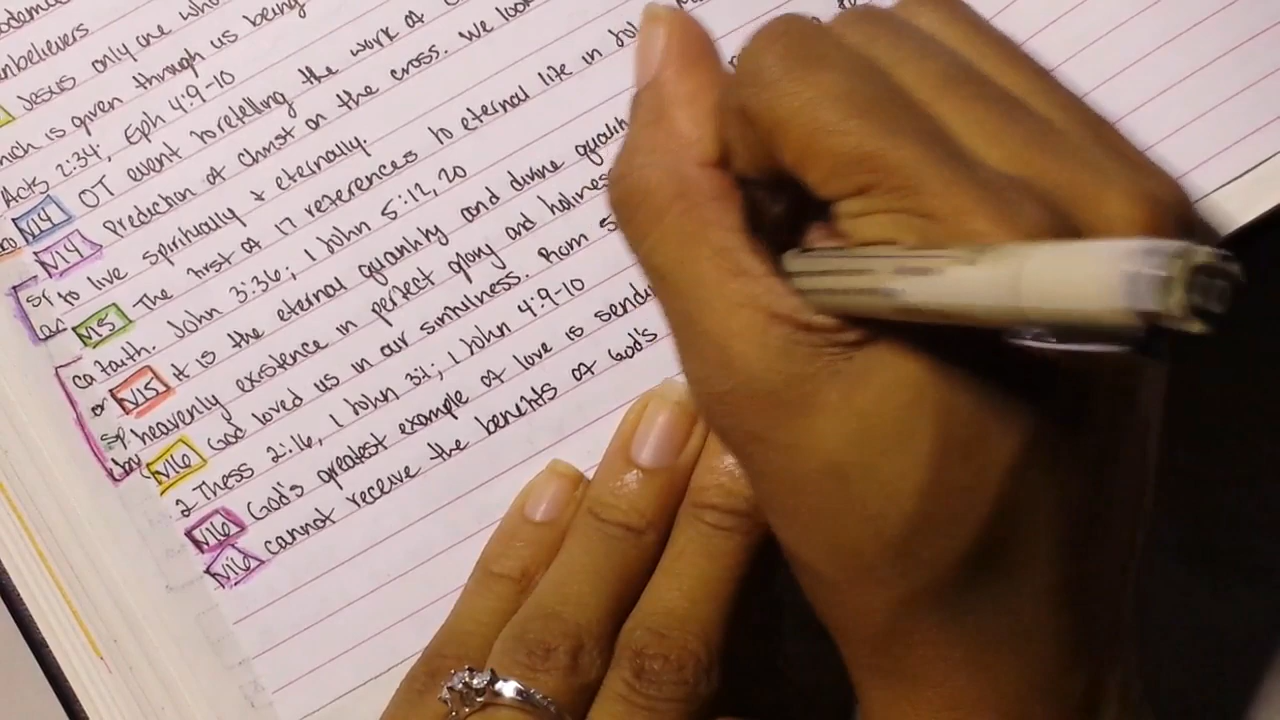 nbelievers
Jesus only one who
which is given through us being
Acts 2:34, Eph 4:9-10
V14 OT event foretelling the work of
V14 Prediction of Christ on the cross. We look
to live spiritually & eternally.
V15 The first of 17 references to eternal life in Joh
faith. John 3:36; 1 John 5:12, 20
V15 it is the eternal quantity and divine qualit
heavenly existence in perfect glory and holines
V16 God loved us in our sinfulness. Rom 5
2 Thess 2:16, 1 John 3:1; 1 John 4:9-10
V16 God's greatest example of love is sendi
V16 cannot receive the benefits of God's